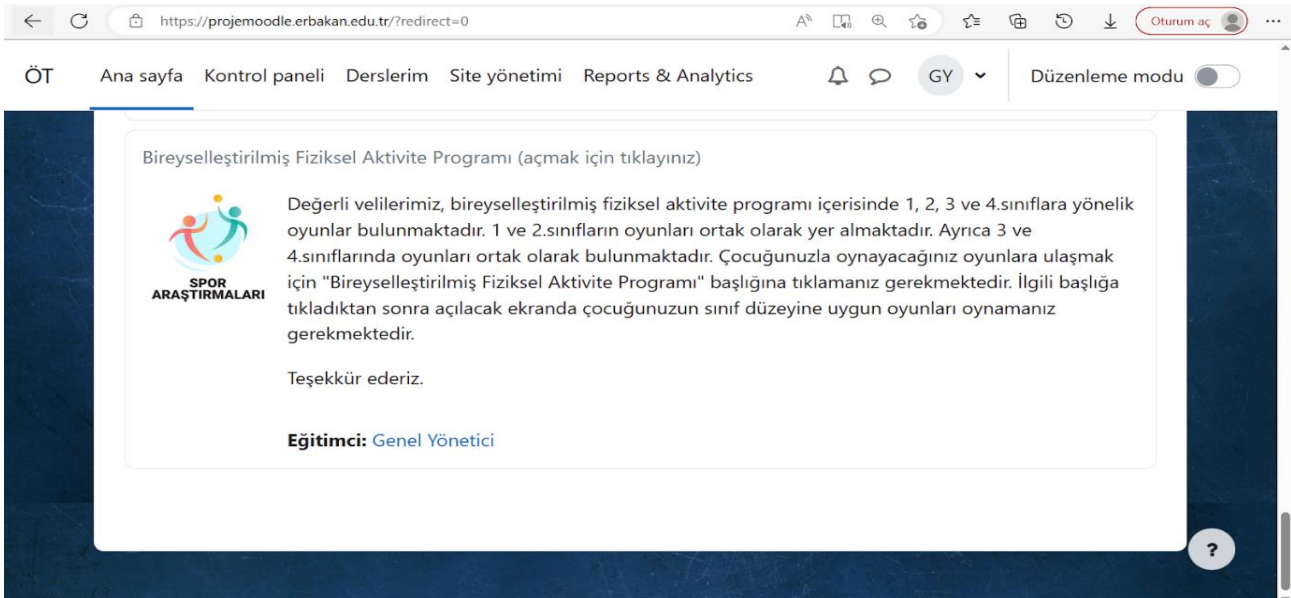 https://projemoodle.erbakan.edu.tr/?redirect=0
Oturum aç
ÖT
Ana sayfa Kontrol paneli Derslerim Site yönetimi Reports & Analytics
GY
Düzenleme modu
Bireyselleştirilmiş Fiziksel Aktivite Programı (açmak için tıklayınız)
SPOR
ARAŞTIRMALARI
Değerli velilerimiz, bireyselleştirilmiş fiziksel aktivite programı içerisinde 1, 2, 3 ve 4.sınıflara yönelik
oyunlar bulunmaktadır. 1 ve 2.sınıfların oyunları ortak olarak yer almaktadır. Ayrıca 3 ve
4.sınıflarında oyunları ortak olarak bulunmaktadır. Çocuğunuzla oynayacağınız oyunlara ulaşmak
için "Bireyselleştirilmiş Fiziksel Aktivite Programı" başlığına tıklamanız gerekmektedir. İlgili başlığa
tıkladıktan sonra açılacak ekranda çocuğunuzun sınıf düzeyine uygun oyunları oynamanız
gerekmektedir.
Teşekkür ederiz.
Eğitimci: Genel Yönetici
?